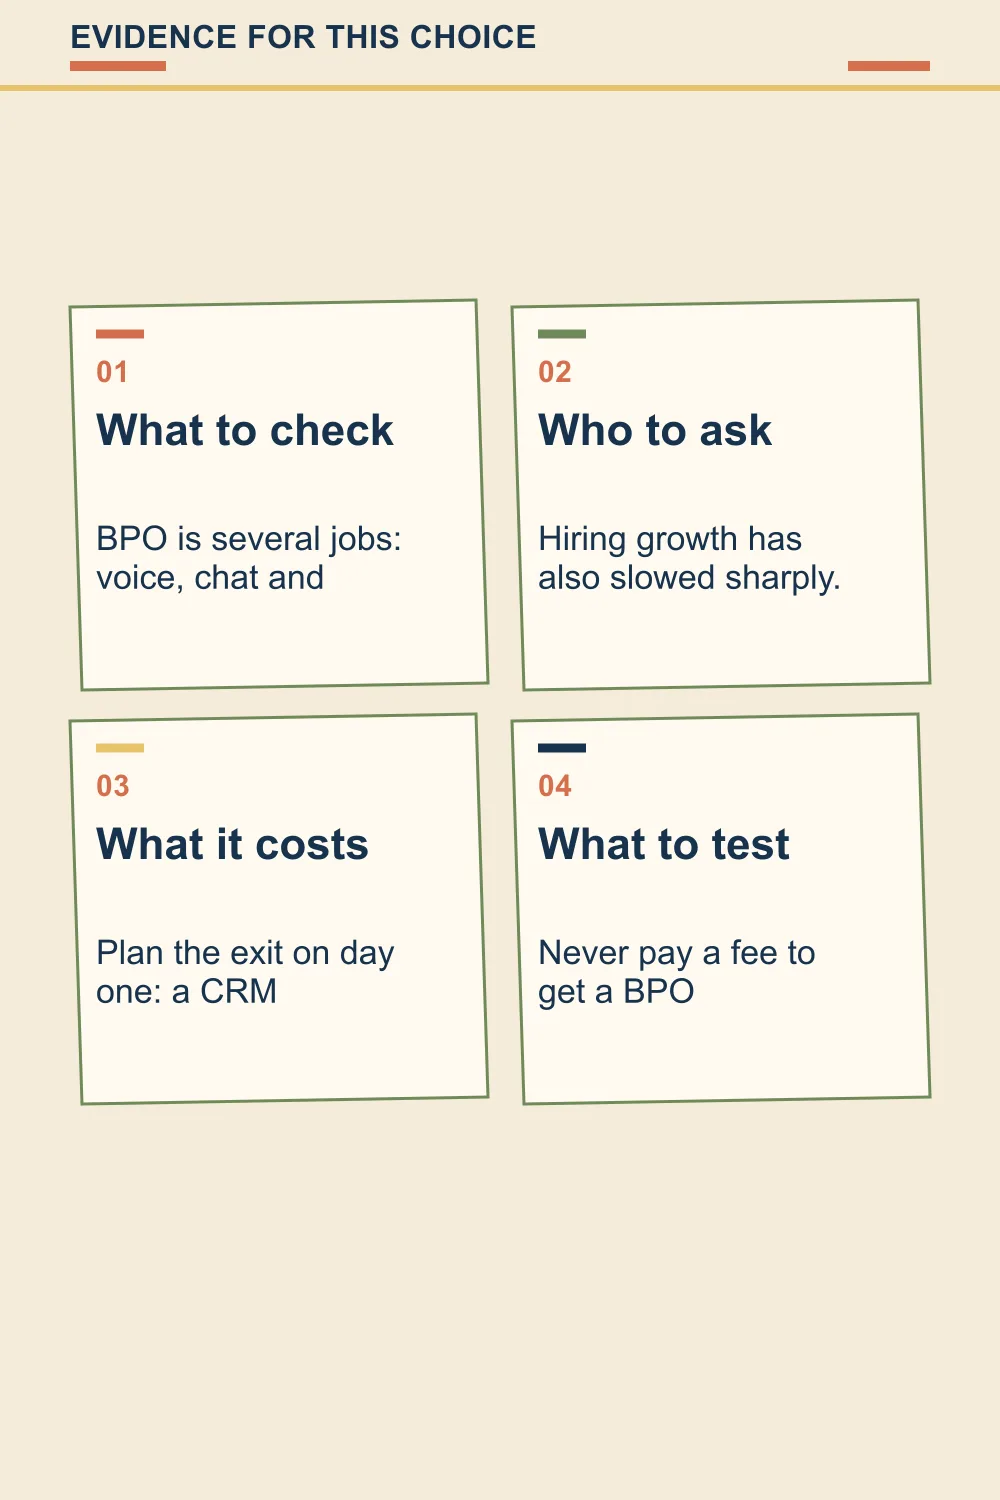 EVIDENCE FOR THIS CHOICE
01
What to check
BPO is several jobs:
voice, chat and
02
Who to ask
Hiring growth has
also slowed sharply.
03
What it costs
Plan the exit on day
one: a CRM
04
What to test
Never pay a fee to
get a BPO